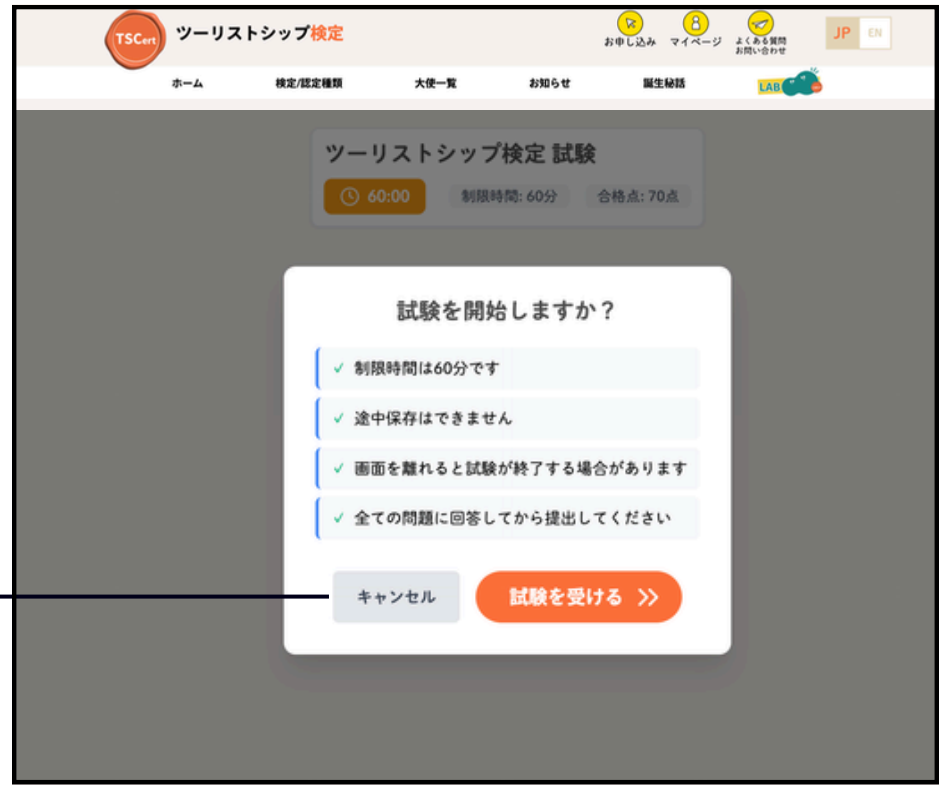 TSCert
ツーリストシップ検定
お申し込み
マイページ
よくある質問
お問い合わせ
JP EN
ホーム 検定/認定種類 大使一覧 お知らせ 誕生秘話 LAB
ツーリストシップ検定 試験
60:00 制限時間: 60分 合格点: 70点
試験を開始しますか？
✓ 制限時間は60分です
✓ 途中保存はできません
✓ 画面を離れると試験が終了する場合があります
✓ 全ての問題に回答してから提出してください
キャンセル 試験を受ける >>